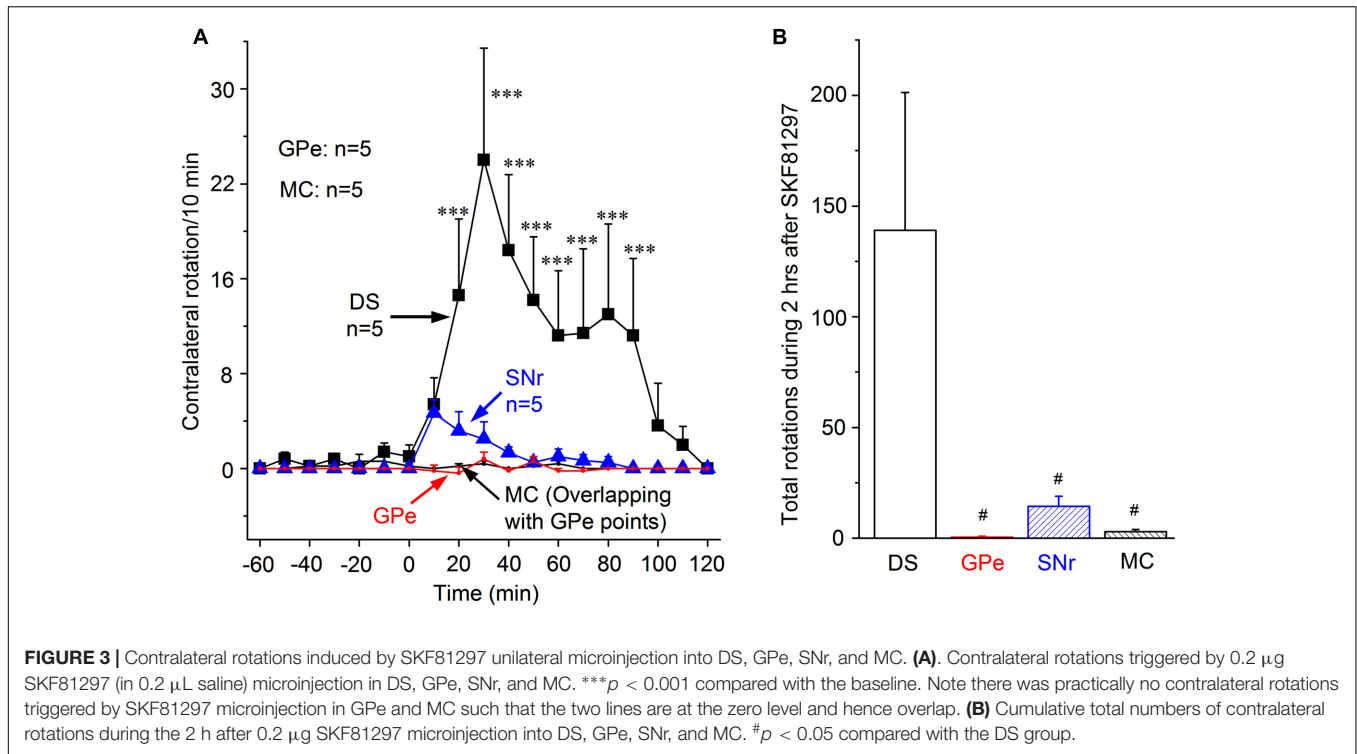 A
Contralateral rotation/10 min
30
22
16
8
0
GPe: n=5
MC: n=5
***
***
***
***
***
***
***
***
DS
n=5
SNr
n=5
GPe
MC (Overlapping
with GPe points)
-60 -40 -20 0 20 40 60 80 100 120
Time (min)
B
Total rotations during 2 hrs after SKF81297
200
150
100
50
0
#
#
#
DS GPe SNr MC
FIGURE 3 | Contralateral rotations induced by SKF81297 unilateral microinjection into DS, GPe, SNr, and MC. (A). Contralateral rotations triggered by 0.2 μg
SKF81297 (in 0.2 μL saline) microinjection in DS, GPe, SNr, and MC. ***p < 0.001 compared with the baseline. Note there was practically no contralateral rotations
triggered by SKF81297 microinjection in GPe and MC such that the two lines are at the zero level and hence overlap. (B) Cumulative total numbers of contralateral
rotations during the 2 h after 0.2 μg SKF81297 microinjection into DS, GPe, SNr, and MC. #p < 0.05 compared with the DS group.